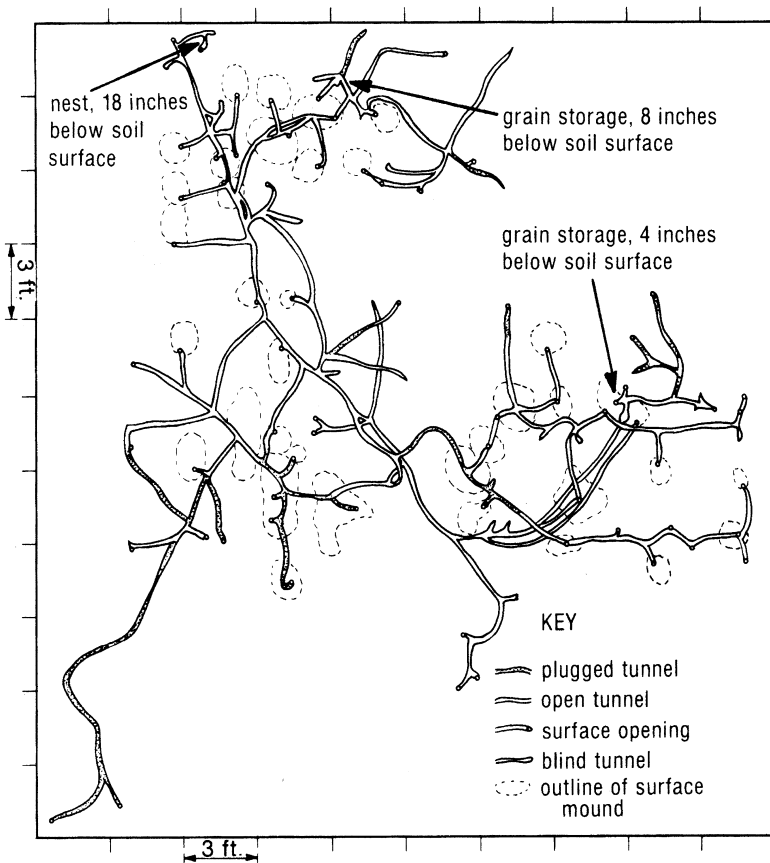 nest, 18 inches
below soil
surface
grain storage, 8 inches
below soil surface
grain storage, 4 inches
below soil surface
3 ft.
KEY
plugged tunnel
open tunnel
surface opening
blind tunnel
outline of surface
mound
3 ft.